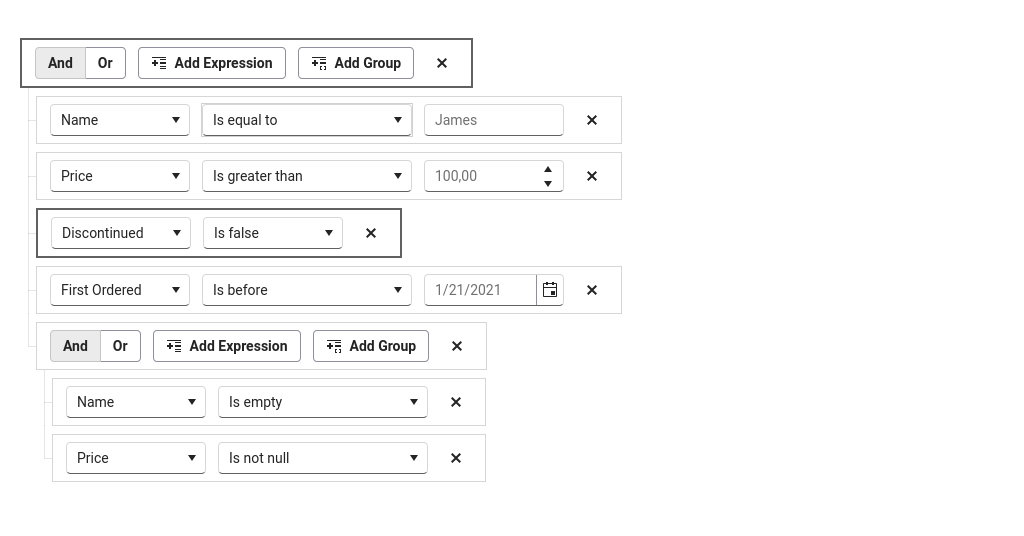 And Or Add Expression Add Group
Name Is equal to James
Price Is greater than 100,00
Discontinued Is false
First Ordered Is before 1/21/2021
And Or Add Expression Add Group
Name Is empty
Price Is not null